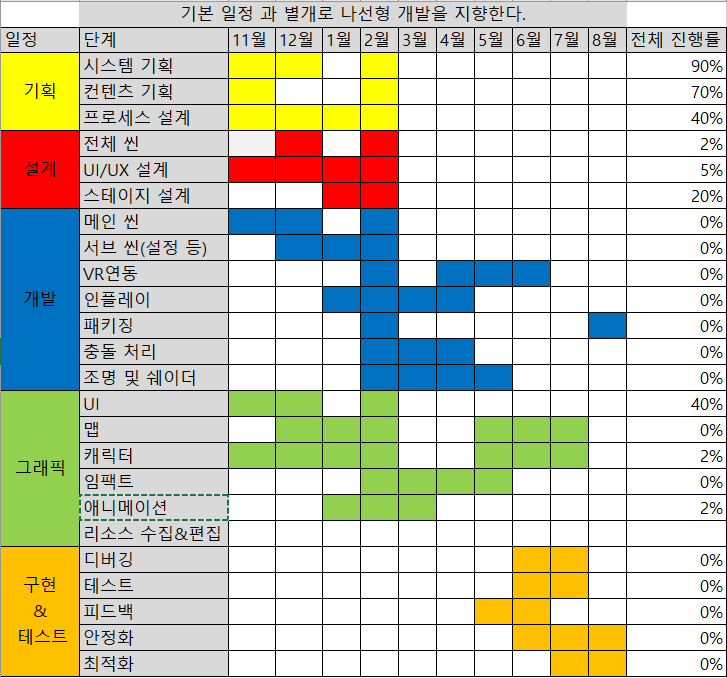 기본 일정 과 별개로 나선형 개발을 지향한다.
일정 단계 11월 12월 1월 2월 3월 4월 5월 6월 7월 8월 전체 진행률
기획
시스템 기획 90%
컨텐츠 기획 70%
프로세스 설계 40%
설계
전체 씬 2%
UI/UX 설계 5%
스테이지 설계 20%
개발
메인 씬 0%
서브 씬(설정 등) 0%
VR연동 0%
인플레이 0%
패키징 0%
충돌 처리 0%
조명 및 쉐이더 0%
그래픽
UI 40%
맵 0%
캐릭터 2%
임팩트 0%
애니메이션 2%
리소스 수집&편집
구현
&
테스트
디버깅 0%
테스트 0%
피드백 0%
안정화 0%
최적화 0%